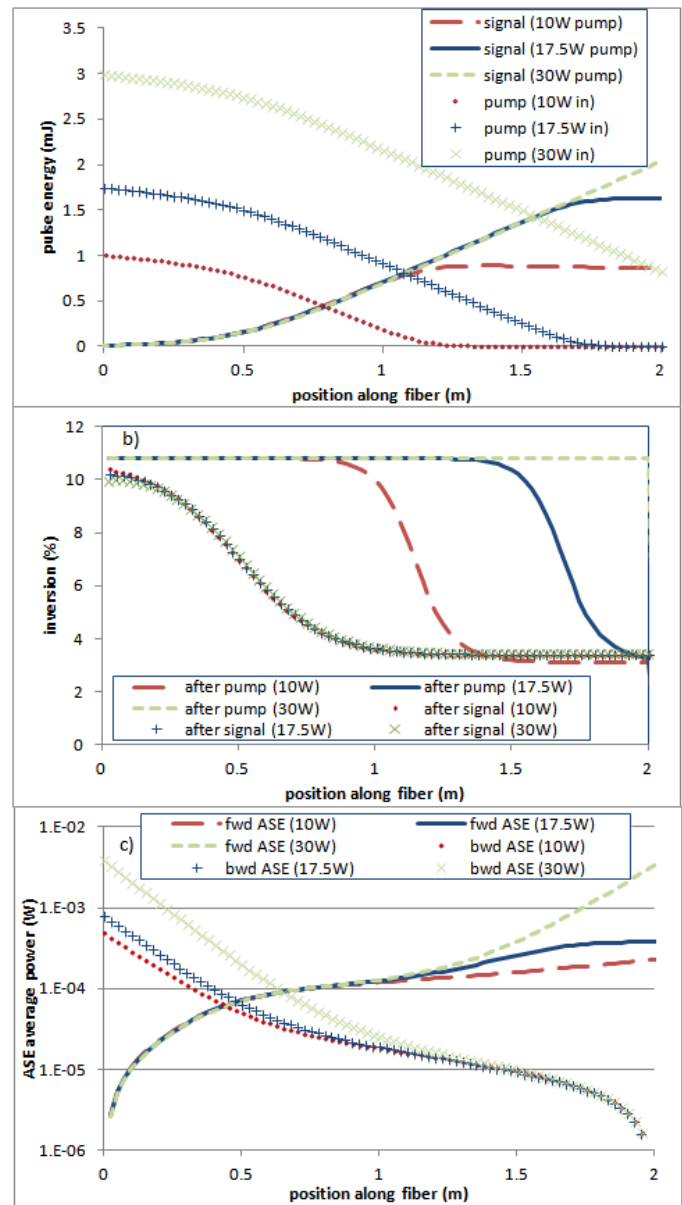 3.5
3
2.5
2
1.5
1
0.5
0
pulse energy (mJ)
signal (10W pump)
signal (17.5W pump)
signal (30W pump)
pump (10W in)
pump (17.5W in)
pump (30W in)
0 0.5 1 1.5 2
position along fiber (m)
b)
12
10
8
6
4
2
0
inversion (%)
after pump (10W) after pump (17.5W)
after pump (30W) after signal (10W)
after signal (17.5W) after signal (30W)
0 0.5 1 1.5 2
position along fiber (m)
c)
1.E-02
1.E-03
1.E-04
1.E-05
1.E-06
ASE average power (W)
fwd ASE (10W) fwd ASE (17.5W)
fwd ASE (30W) bwd ASE (10W)
bwd ASE (17.5W) bwd ASE (30W)
0 0.5 1 1.5 2
position along fiber (m)